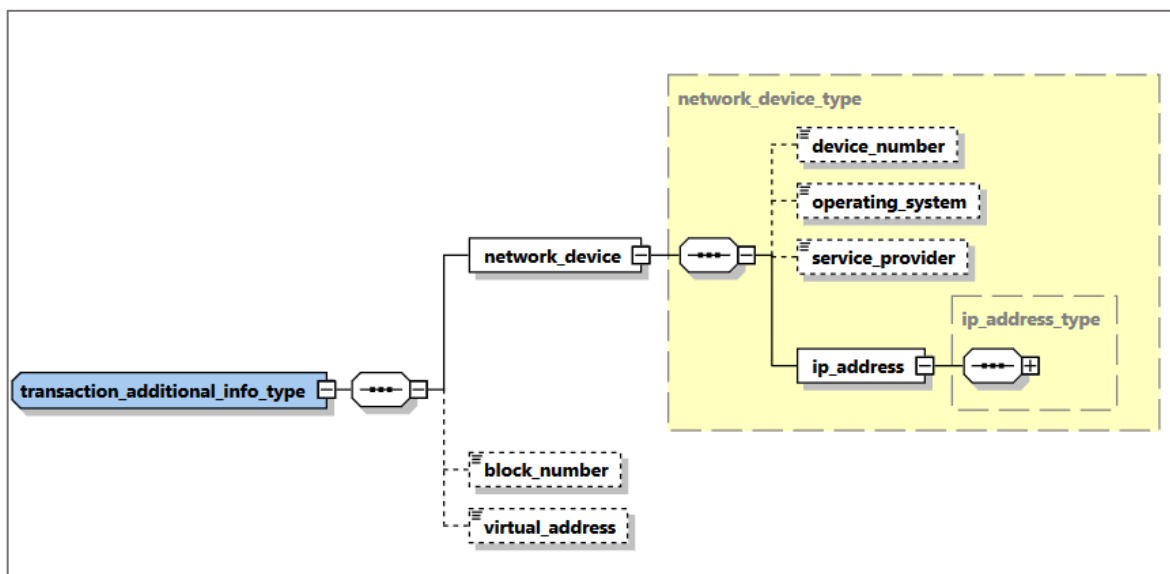 network_device_type
device_number
operating_system
network_device
service_provider
ip_address_type
ip_address
transaction_additional_info_type
block_number
virtual_address